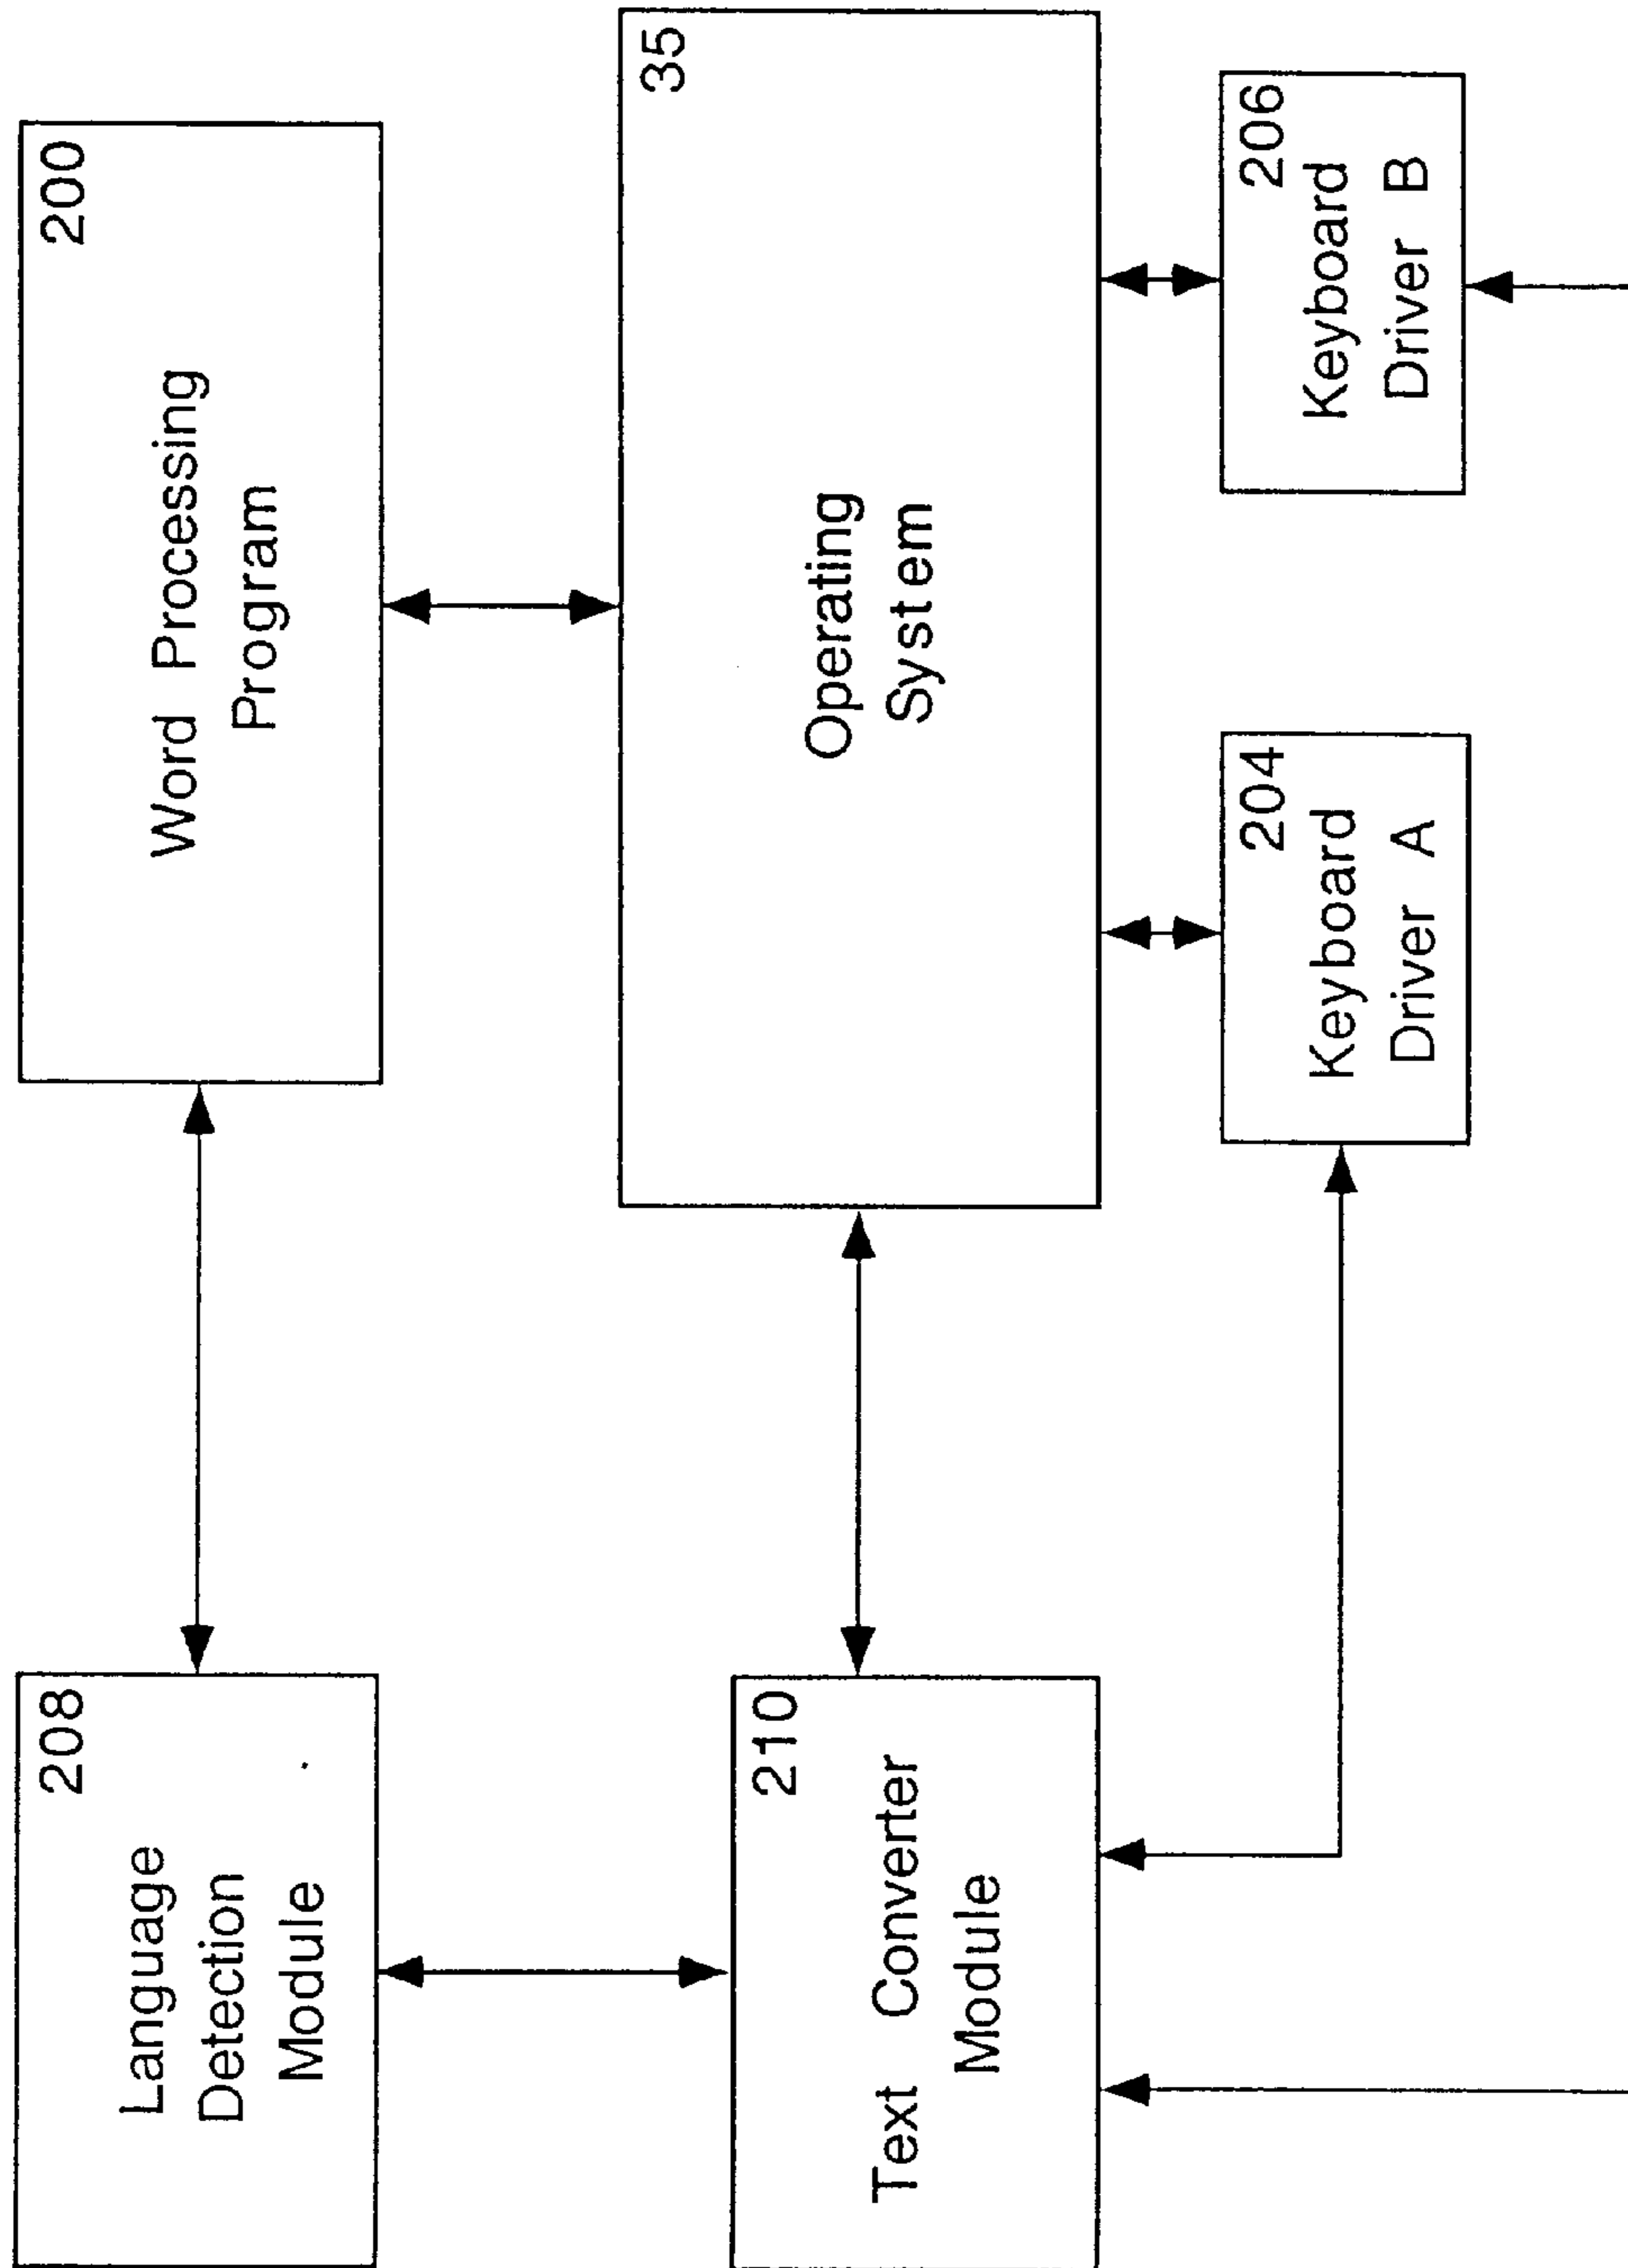 208
Language
Detection
Module
200
Word Processing
Program
210
Text Converter
Module
35
Operating
System
204
Keyboard
Driver A
206
Keyboard
Driver B